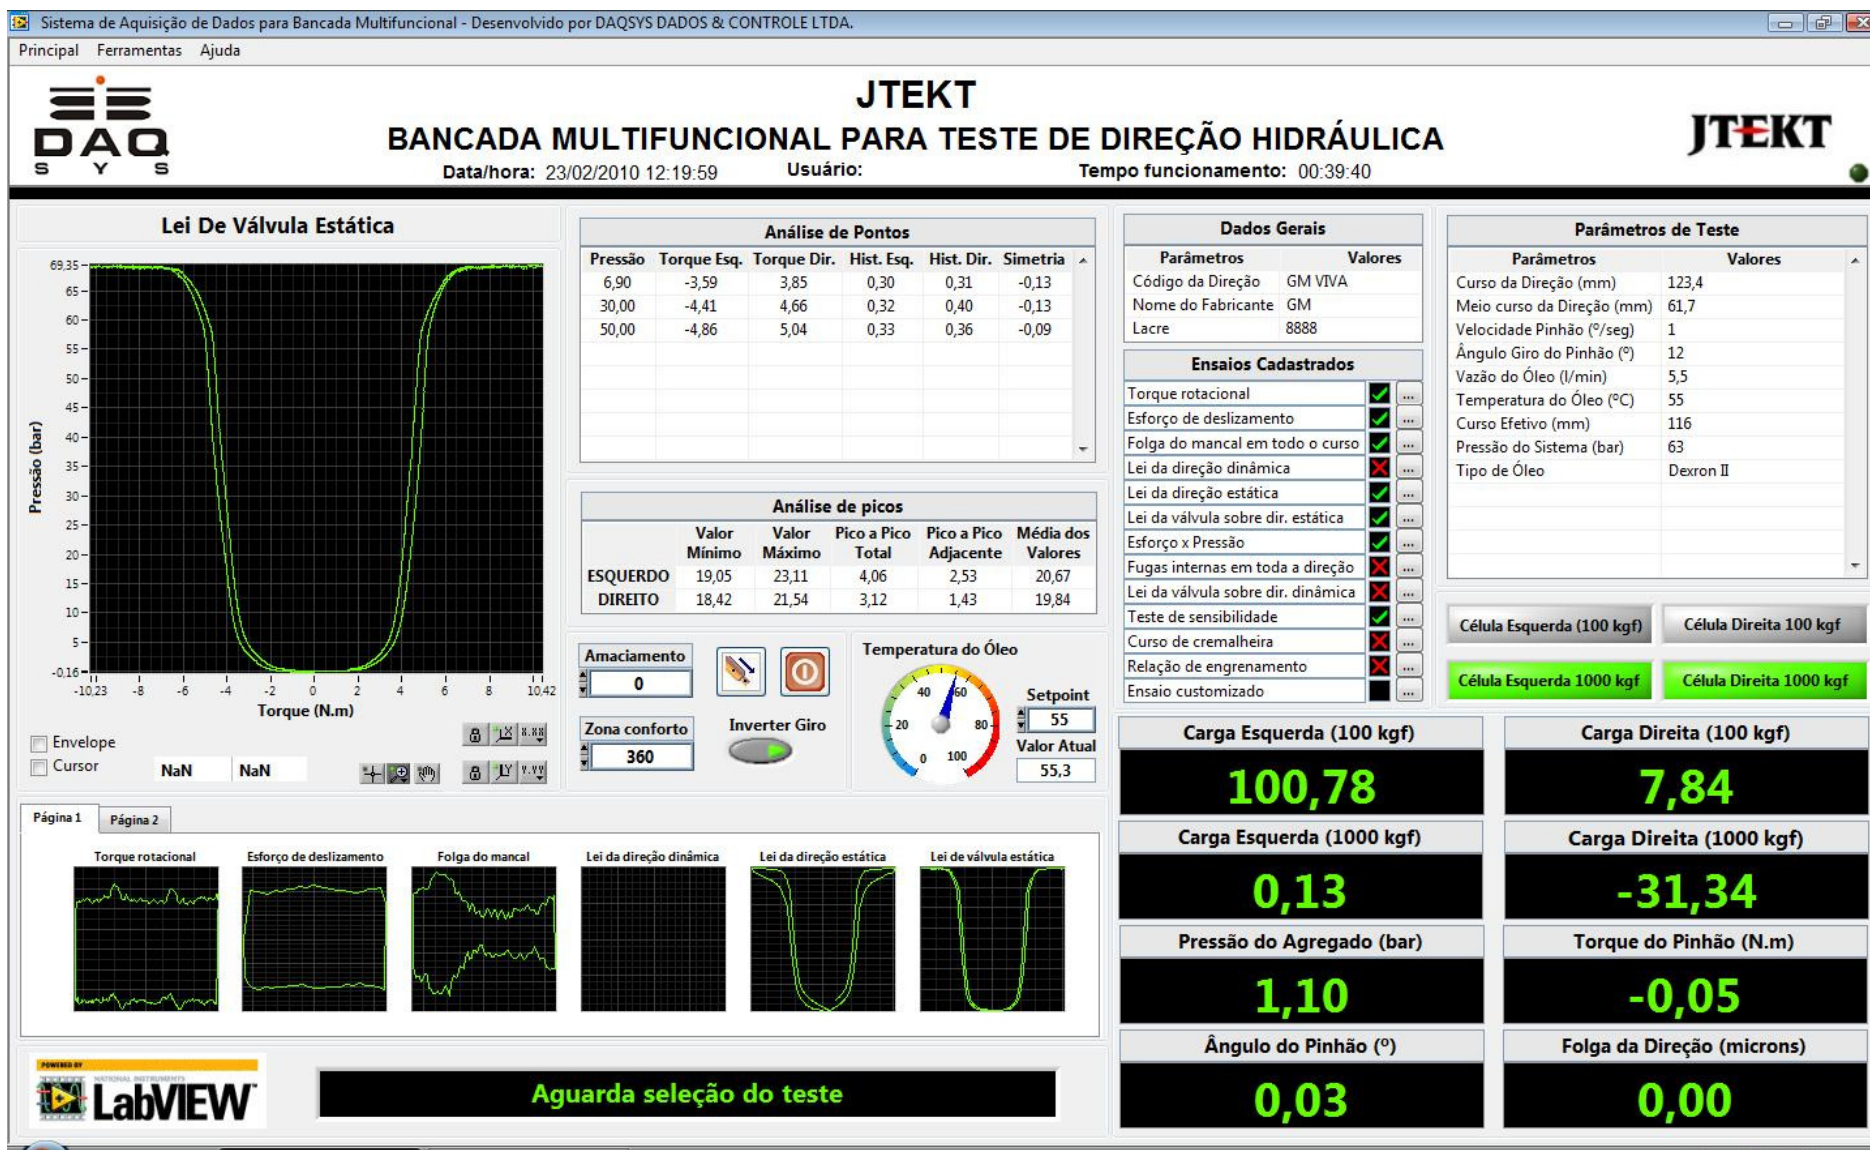 Sistema de Aquisição de Dados para Bancada Multifuncional - Desenvolvido por DAQSYS DADOS & CONTROLE LTDA.
Principal Ferramentas Ajuda
DAQ
SYS
JTEKT
BANCADA MULTIFUNCIONAL PARA TESTE DE DIREÇÃO HIDRÁULICA
Data/hora: 23/02/2010 12:19:59 Usuário: Tempo funcionamento: 00:39:40
JTEKT
Lei De Válvula Estática
Pressão (bar)
69,35
65
60
55
50
45
40
35
30
25
20
15
10
5
-0,16
-10,23 -8 -6 -4 -2 0 2 4 6 8 10,42
Torque (N.m)
Envelope
Cursor NaN NaN
X X.XX
Y Y.YY
Análise de Pontos
Pressão Torque Esq. Torque Dir. Hist. Esq. Hist. Dir. Simetria
6,90 -3,59 3,85 0,30 0,31 -0,13
30,00 -4,41 4,66 0,32 0,40 -0,13
50,00 -4,86 5,04 0,33 0,36 -0,09
Análise de picos
Valor Mínimo Valor Máximo Pico a Pico Total Pico a Pico Adjacente Média dos Valores
ESQUERDO 19,05 23,11 4,06 2,53 20,67
DIREITO 18,42 21,54 3,12 1,43 19,84
Amaciamento
0
Zona conforto
360
Inverter Giro
Temperatura do Óleo
0 20 40 60 80 100
Setpoint
55
Valor Atual
55,3
Dados Gerais
Parâmetros Valores
Código da Direção GM VIVA
Nome do Fabricante GM
Lacre 8888
Ensaios Cadastrados
Torque rotacional ...
Esforço de deslizamento ...
Folga do mancal em todo o curso ...
Lei da direção dinâmica ...
Lei da direção estática ...
Lei da válvula sobre dir. estática ...
Esforço x Pressão ...
Fugas internas em toda a direção ...
Lei da válvula sobre dir. dinâmica ...
Teste de sensibilidade ...
Curso de cremalheira ...
Relação de engrenamento ...
Ensaio customizado ...
Parâmetros de Teste
Parâmetros Valores
Curso da Direção (mm) 123,4
Meio curso da Direção (mm) 61,7
Velocidade Pinhão (º/seg) 1
Ângulo Giro do Pinhão (º) 12
Vazão do Óleo (l/min) 5,5
Temperatura do Óleo (ºC) 55
Curso Efetivo (mm) 116
Pressão do Sistema (bar) 63
Tipo de Óleo Dexron II
Célula Esquerda (100 kgf) Célula Direita 100 kgf
Célula Esquerda 1000 kgf Célula Direita 1000 kgf
Carga Esquerda (100 kgf) Carga Direita (100 kgf)
100,78 7,84
Carga Esquerda (1000 kgf) Carga Direita (1000 kgf)
0,13 -31,34
Pressão do Agregado (bar) Torque do Pinhão (N.m)
1,10 -0,05
Ângulo do Pinhão (º) Folga da Direção (microns)
0,03 0,00
Página 1 Página 2
Torque rotacional Esforço de deslizamento Folga do mancal Lei da direção dinâmica Lei da direção estática Lei de válvula estática
POWERED BY
NATIONAL INSTRUMENTS
LabVIEW
Aguarda seleção do teste